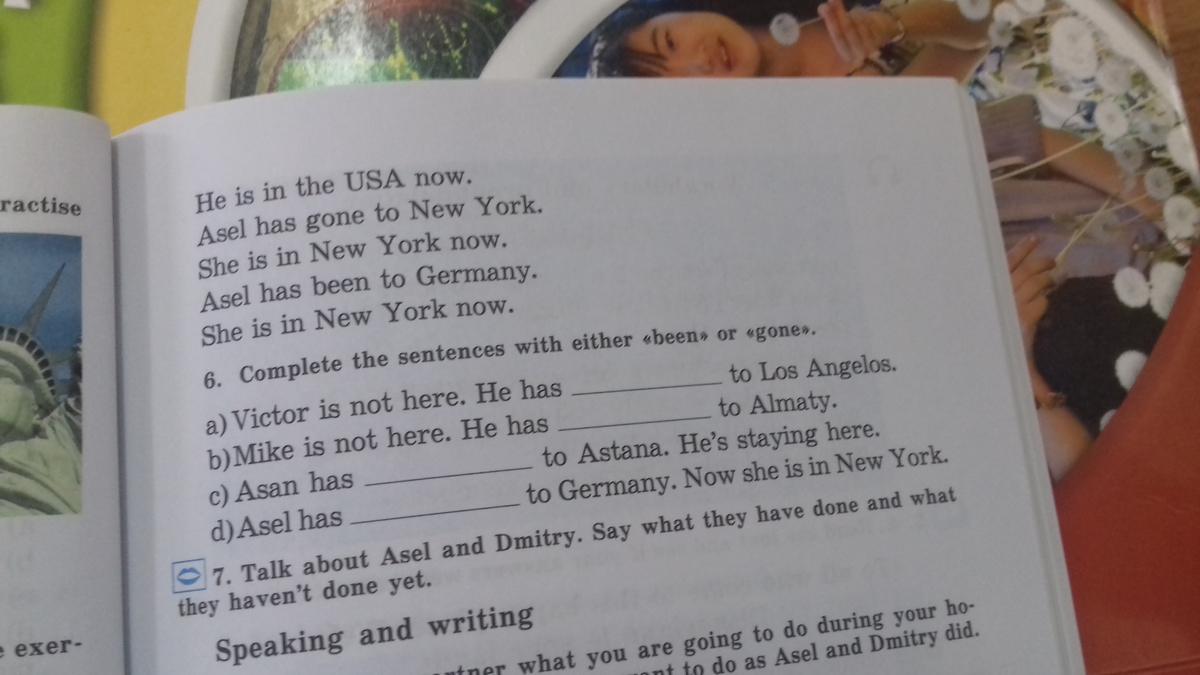 ractise
e exer-
He is in the USA now.
Asel has gone to New York.
She is in New York now.
Asel has been to Germany.
She is in New York now.
6. Complete the sentences with either «been» or «gone».
a) Victor is not here. He has __________ to Los Angelos.
b) Mike is not here. He has __________ to Almaty.
c) Asan has __________ to Astana. He's staying here.
d) Asel has __________ to Germany. Now she is in New York.
7. Talk about Asel and Dmitry. Say what they have done and what
they haven't done yet.
Speaking and writing
what you are going to do during your ho-
to do as Asel and Dmitry did.